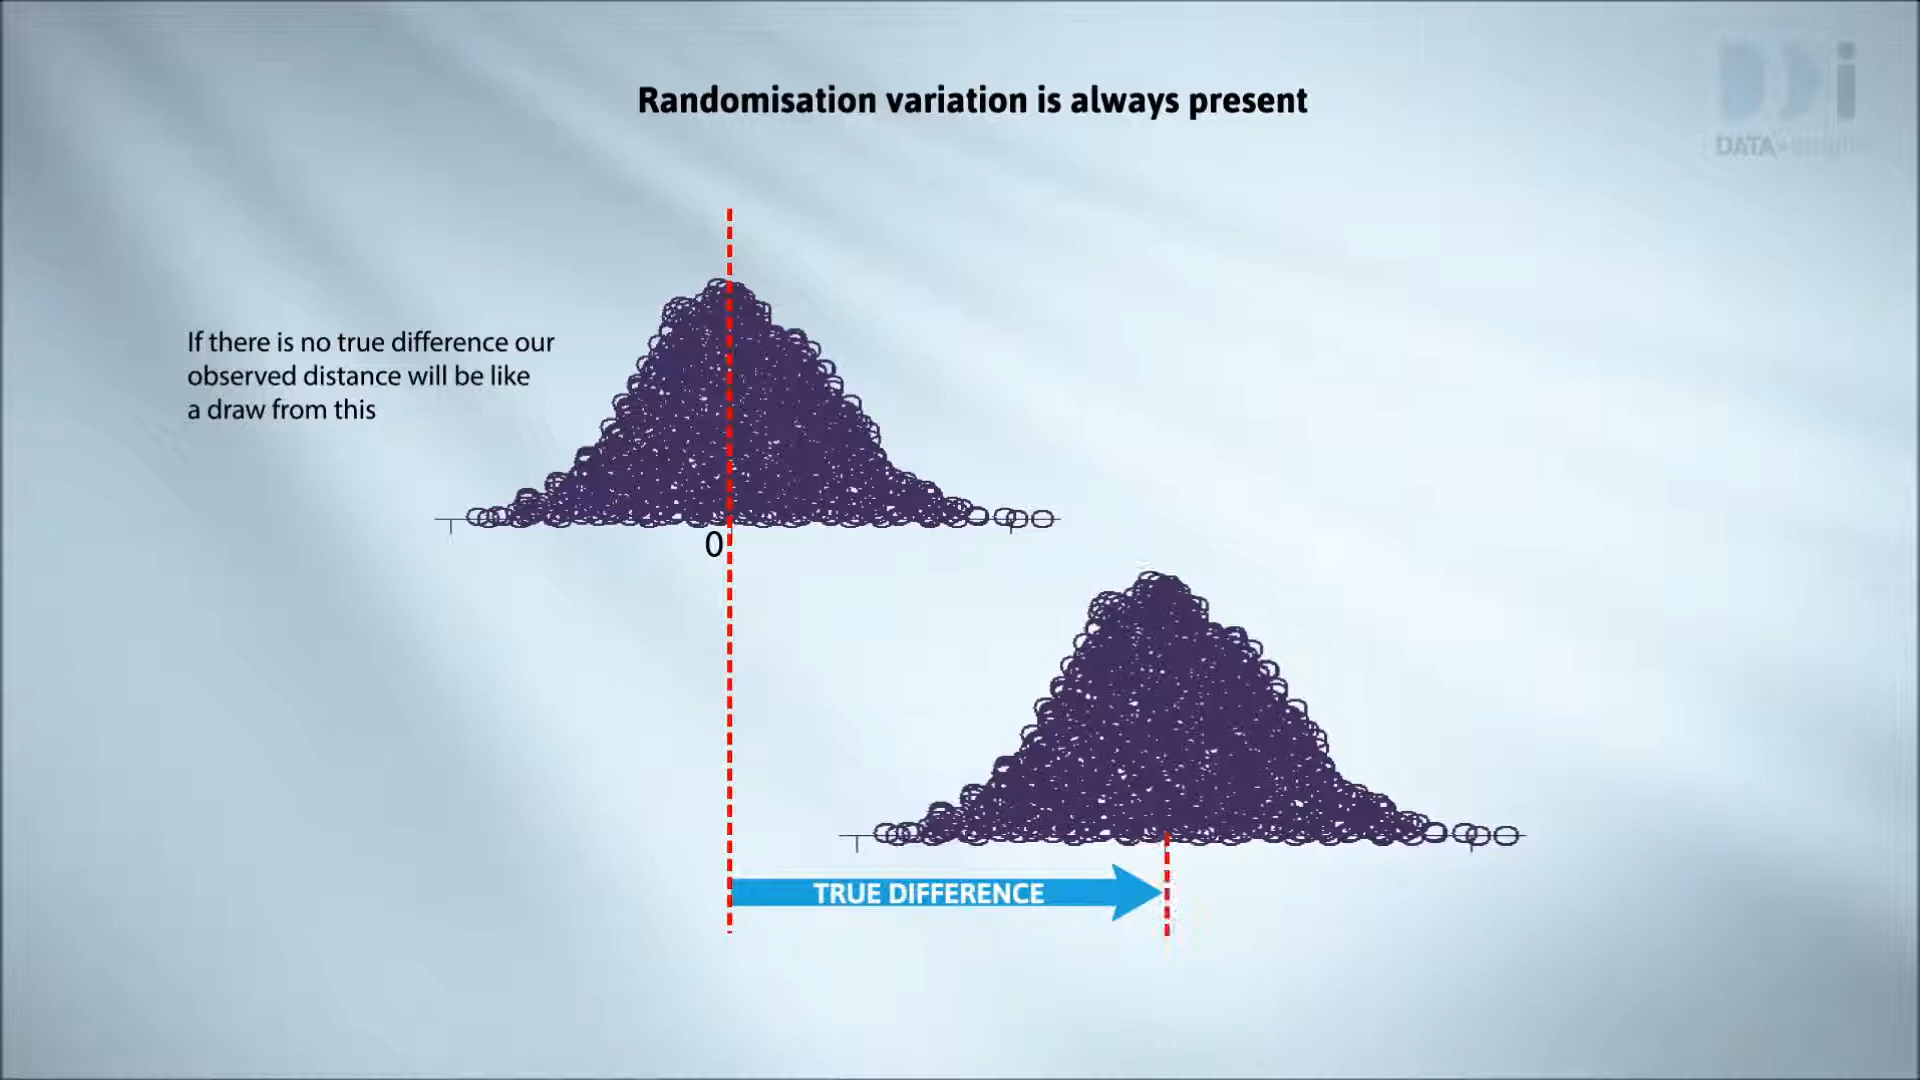 Randomisation variation is always present
DATA
If there is no true difference our
observed distance will be like
a draw from this
0
TRUE DIFFERENCE